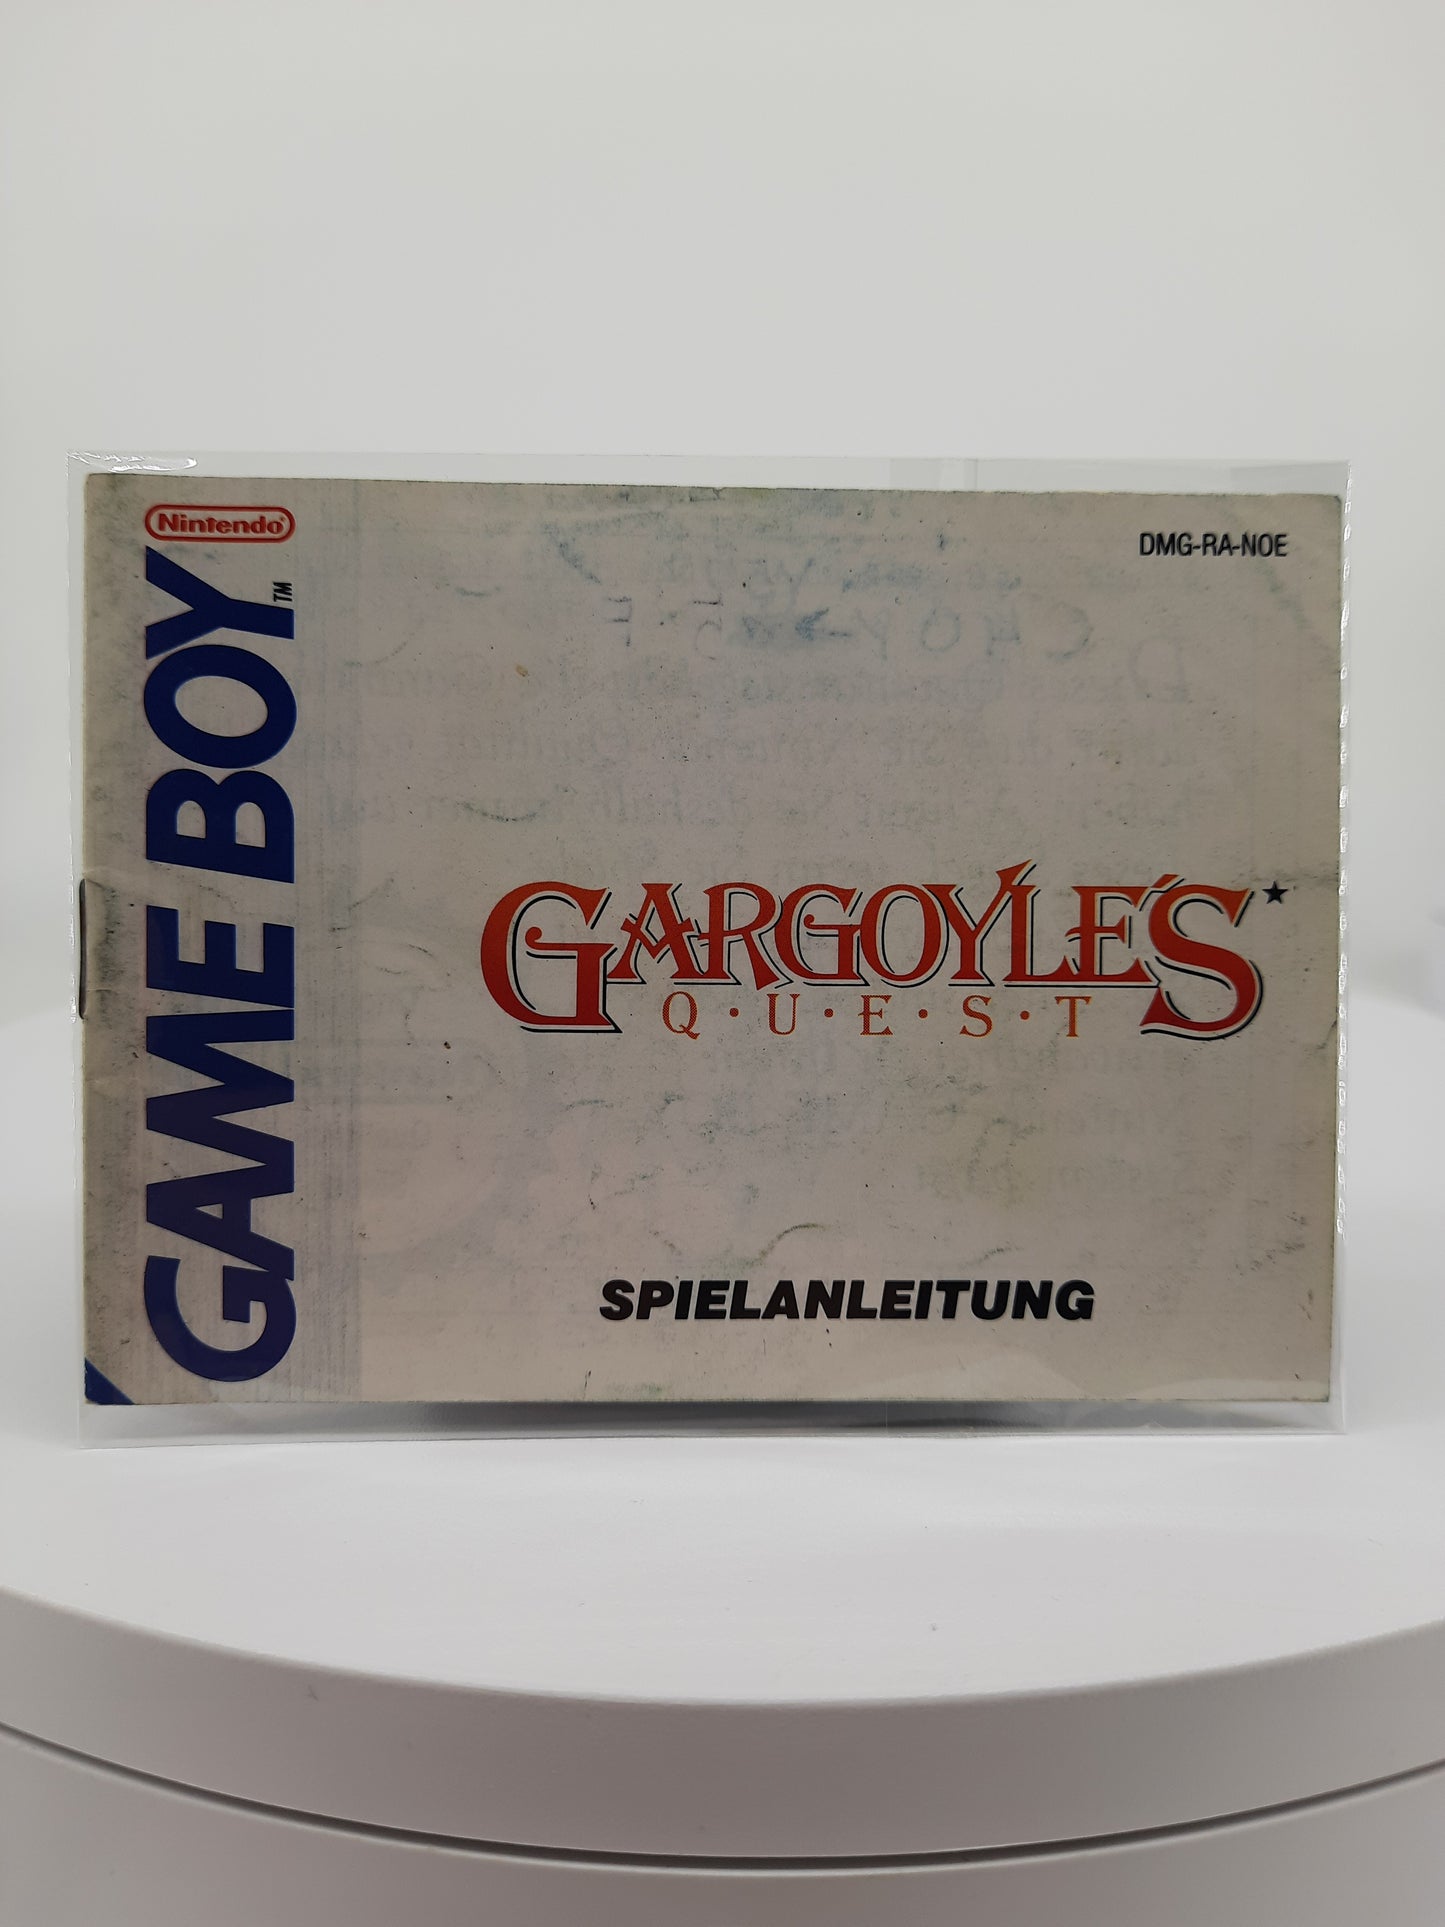 Nintendo®
GAME BOY™
DMG-RA-NOE
GARGOYLE'S★
Q·U·E·S·T
SPIELANLEITUNG